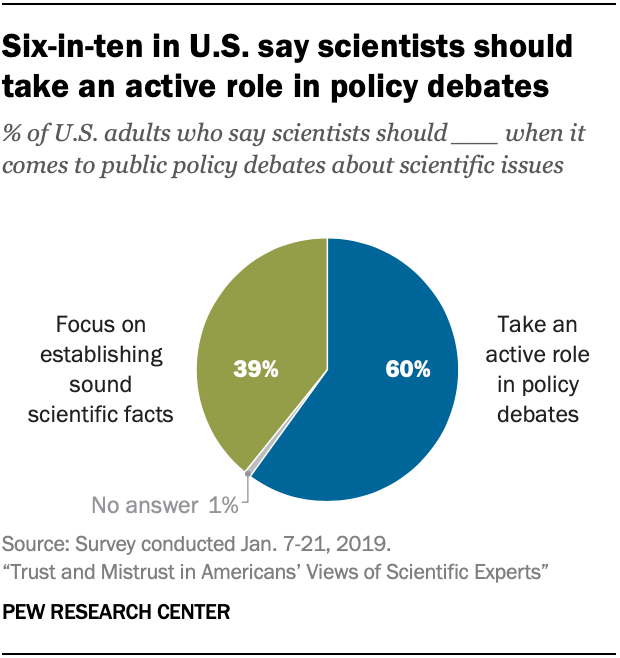 Six-in-ten in U.S. say scientists should
take an active role in policy debates
% of U.S. adults who say scientists should ____ when it
comes to public policy debates about scientific issues
Focus on
establishing
sound
scientific facts
39%
60%
Take an
active role
in policy
debates
No answer 1%
Source: Survey conducted Jan. 7-21, 2019.
“Trust and Mistrust in Americans’ Views of Scientific Experts”
PEW RESEARCH CENTER